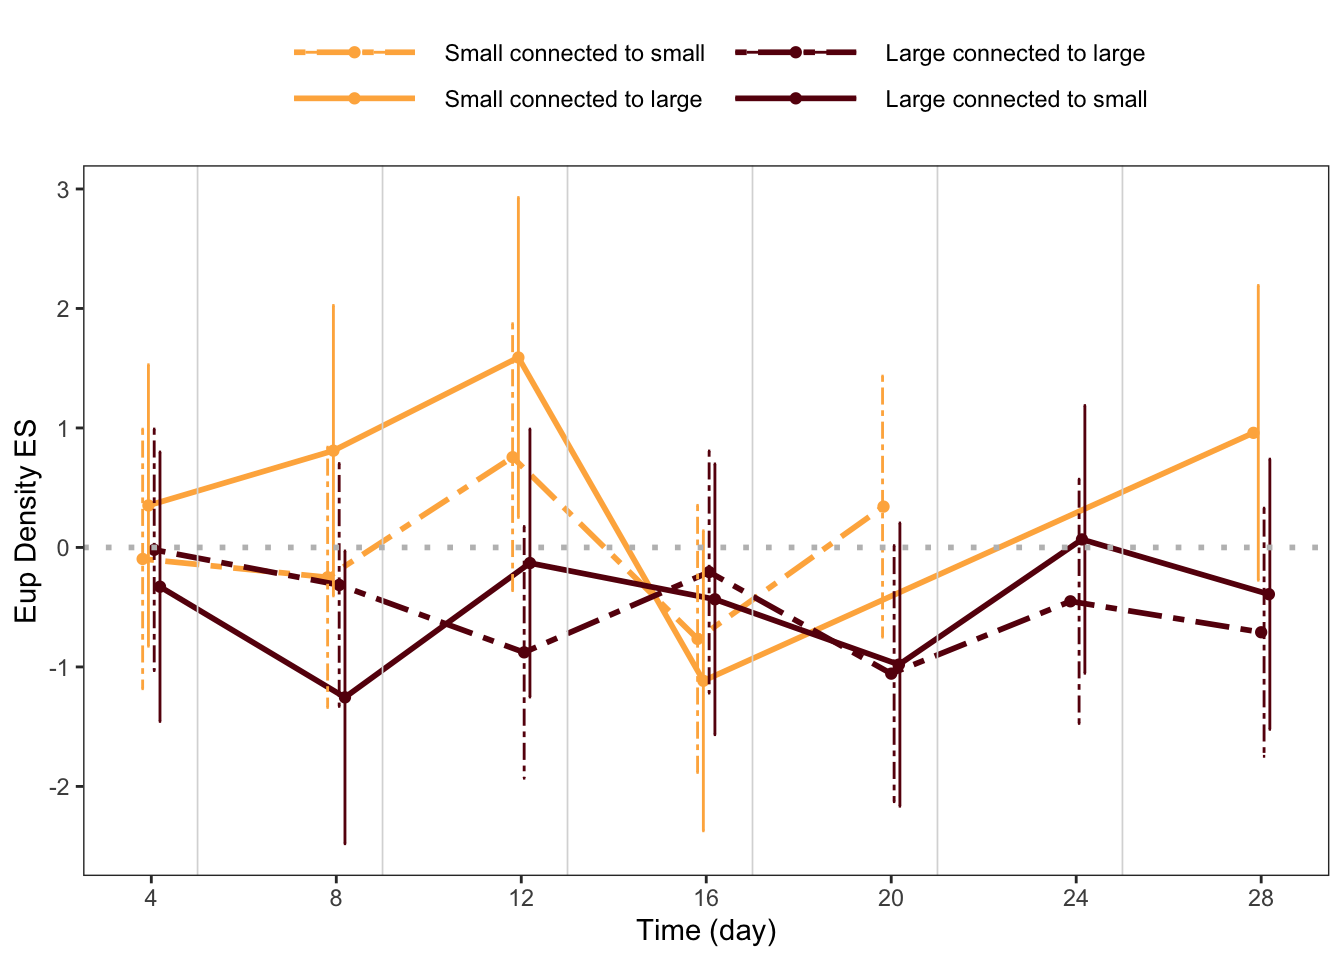 Small connected to small
Large connected to large
Small connected to large
Large connected to small
Eup Density ES
3
2
1
0
-1
-2
4 8 12 16 20 24 28
Time (day)